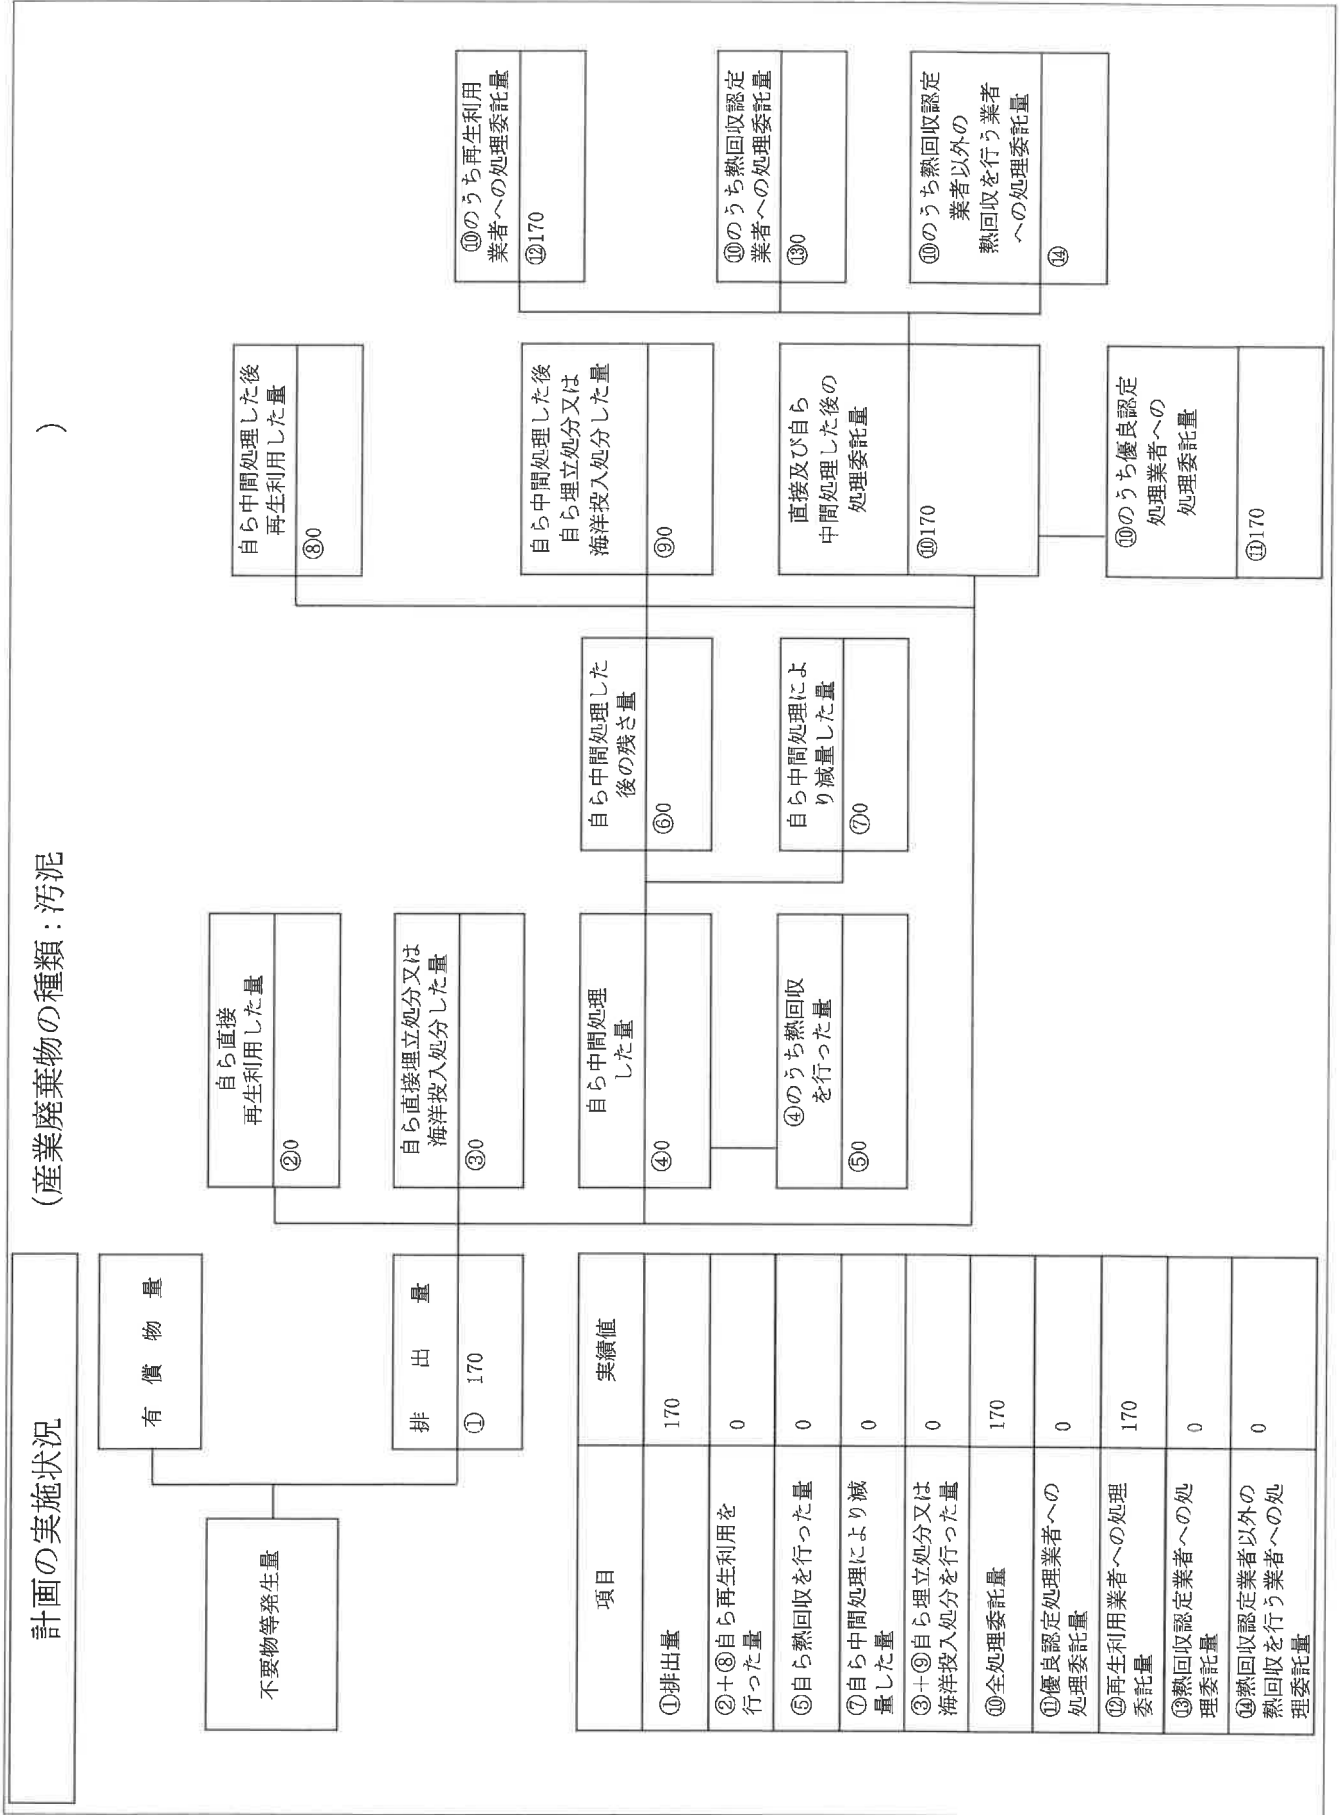 計画の実施状況
(産業廃棄物の種類：汚泥 )
不要物等発生量
有償物量
排出量
① 170
自ら直接
再生利用した量
②0
自ら直接埋立処分又は
海洋投入処分した量
③0
自ら中間処理
した量
④0
④のうち熱回収
を行った量
⑤0
自ら中間処理した
後の残さ量
⑥0
自ら中間処理によ
り減量した量
⑦0
自ら中間処理した後
再生利用した量
⑧0
自ら中間処理した後
自ら埋立処分又は
海洋投入処分した量
⑨0
直接及び自ら
中間処理した後の
処理委託量
⑩170
⑩のうち優良認定
処理業者への
処理委託量
⑪170
⑩のうち再生利用
業者への処理委託量
⑫170
⑩のうち熱回収認定
業者への処理委託量
⑬0
⑩のうち熱回収認定
業者以外の
熱回収を行う業者
への処理委託量
⑭
項目 実績値
①排出量 170
②＋⑧自ら再生利用を
行った量 0
⑤自ら熱回収を行った量 0
⑦自ら中間処理により減
量した量 0
③＋⑨自ら埋立処分又は
海洋投入処分を行った量 0
⑩全処理委託量 170
⑪優良認定処理業者への
処理委託量 0
⑫再生利用業者への処理
委託量 170
⑬熱回収認定業者への処
理委託量 0
⑭熱回収認定業者以外の
熱回収を行う業者への処
理委託量 0